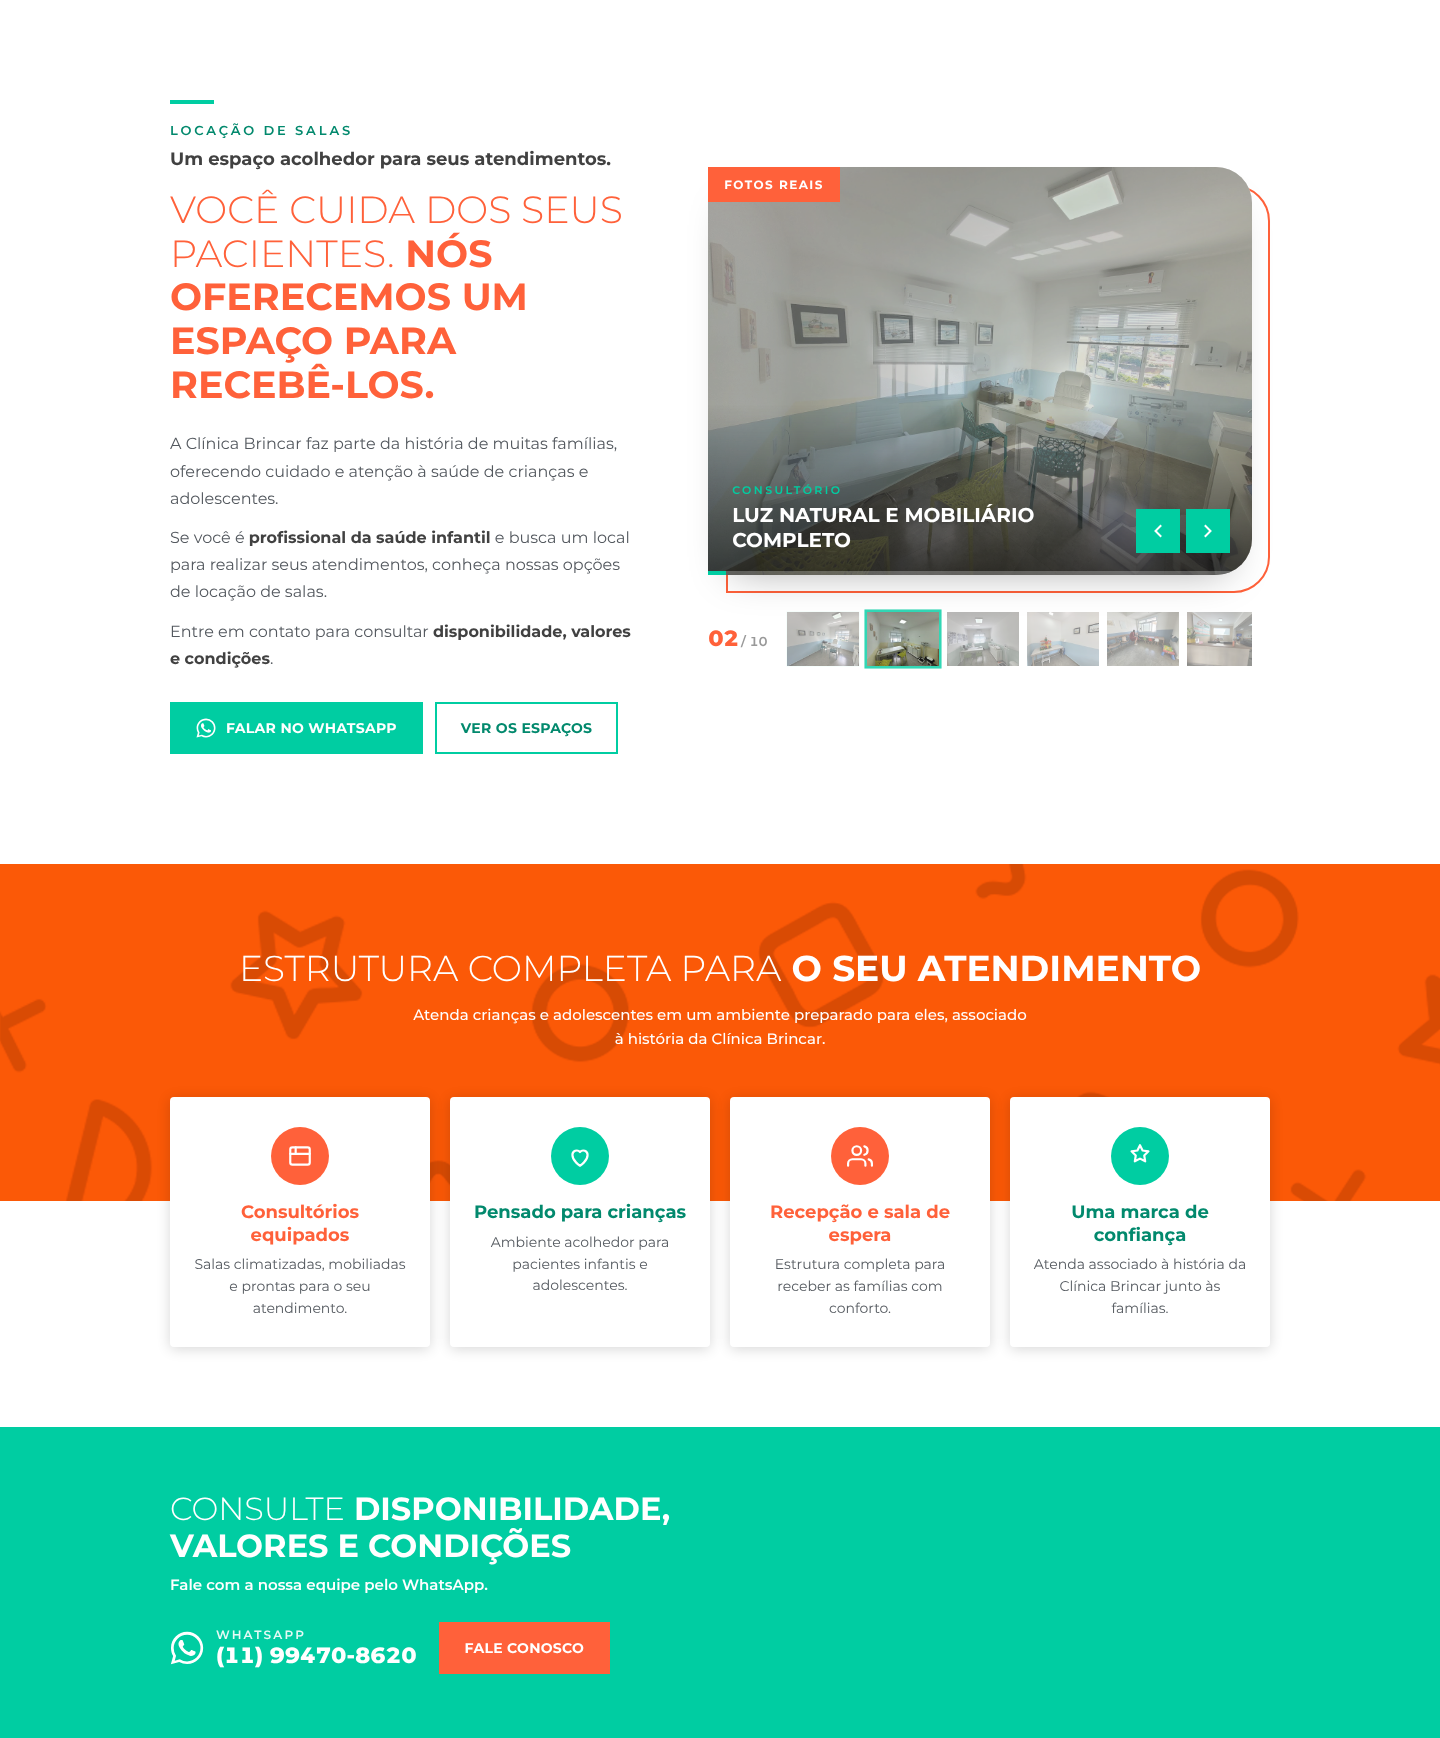 LOCAÇÃO DE SALAS
Um espaço acolhedor para seus atendimentos.
VOCÊ CUIDA DOS SEUS
PACIENTES. NÓS
OFERECEMOS UM
ESPAÇO PARA
RECEBÊ-LOS.
A Clínica Brincar faz parte da história de muitas famílias,
oferecendo cuidado e atenção à saúde de crianças e
adolescentes.
Se você é profissional da saúde infantil e busca um local
para realizar seus atendimentos, conheça nossas opções
de locação de salas.
Entre em contato para consultar disponibilidade, valores
e condições.
FALAR NO WHATSAPP
VER OS ESPAÇOS
FOTOS REAIS
CONSULTÓRIO
LUZ NATURAL E MOBILIÁRIO
COMPLETO
02 / 10
ESTRUTURA COMPLETA PARA O SEU ATENDIMENTO
Atenda crianças e adolescentes em um ambiente preparado para eles, associado
à história da Clínica Brincar.
Consultórios
equipados
Salas climatizadas, mobiliadas
e prontas para o seu
atendimento.
Pensado para crianças
Ambiente acolhedor para
pacientes infantis e
adolescentes.
Recepção e sala de
espera
Estrutura completa para
receber as famílias com
conforto.
Uma marca de
confiança
Atenda associado à história da
Clínica Brincar junto às
famílias.
CONSULTE DISPONIBILIDADE,
VALORES E CONDIÇÕES
Fale com a nossa equipe pelo WhatsApp.
WHATSAPP
(11) 99470-8620
FALE CONOSCO